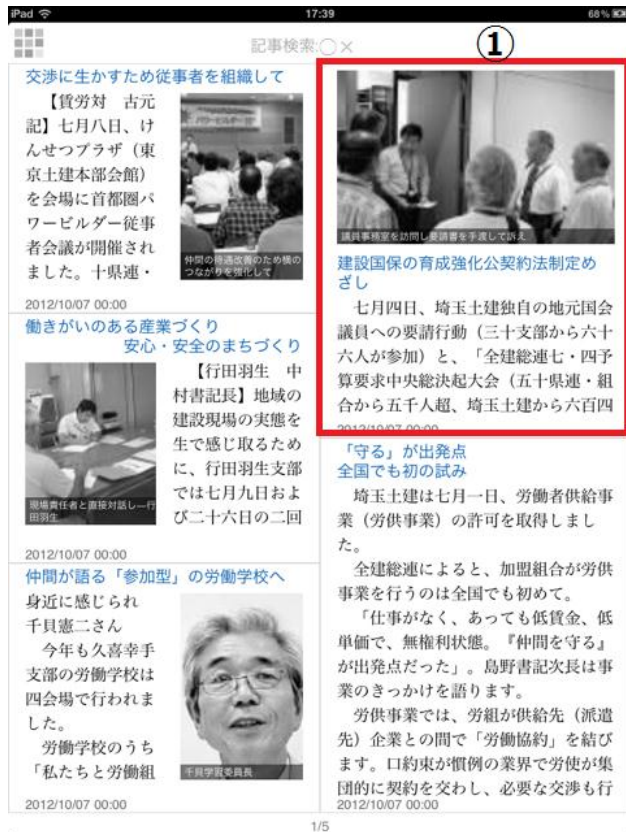 iPad
17:39
68%
記事検索:○×
①
交渉に生かすため従事者を組織して
【賃労対 古元
記】七月八日、け
んせつプラザ（東
京土建本部会館）
を会場に首都圏パ
ワービルダー従事
者会議が開催され
ました。十県連・
仲間の待遇改善のため横の
つながりを強化して
2012/10/07 00:00
働きがいのある産業づくり
安心・安全のまちづくり
【行田羽生 中
村書記長】地域の
建設現場の実態を
生で感じ取るため
に、行田羽生支部
では七月九日およ
び二十六日の二回
現場責任者と直接対話し―行
田羽生
2012/10/07 00:00
仲間が語る「参加型」の労働学校へ
身近に感じられ
千貝憲二さん
今年も久喜幸手
支部の労働学校は
四会場で行われま
した。
労働学校のうち
「私たちと労働組
千貝学習委員長
2012/10/07 00:00
議員事務室を訪問し要請書を手渡して訴え
建設国保の育成強化公契約法制定め
ざし
七月四日、埼玉土建独自の地元国会
議員への要請行動（三十支部から六十
六人が参加）と、「全建総連七・四予
算要求中央総決起大会（五十県連・組
合から五千人超、埼玉土建から六百四
2012/10/07 00:00
「守る」が出発点
全国でも初の試み
埼玉土建は七月一日、労働者供給事
業（労供事業）の許可を取得しまし
た。
全建総連によると、加盟組合が労供
事業を行うのは全国でも初めて。
「仕事がなく、あっても低賃金、低
単価で、無権利状態。『仲間を守る』
が出発点だった」。島野書記次長は事
業のきっかけを語ります。
労供事業では、労組が供給先（派遣
先）企業との間で「労働協約」を結び
ます。口約束が慣例の業界で労使が集
団的に契約を交わし、必要な交渉も行
2012/10/07 00:00
1/5